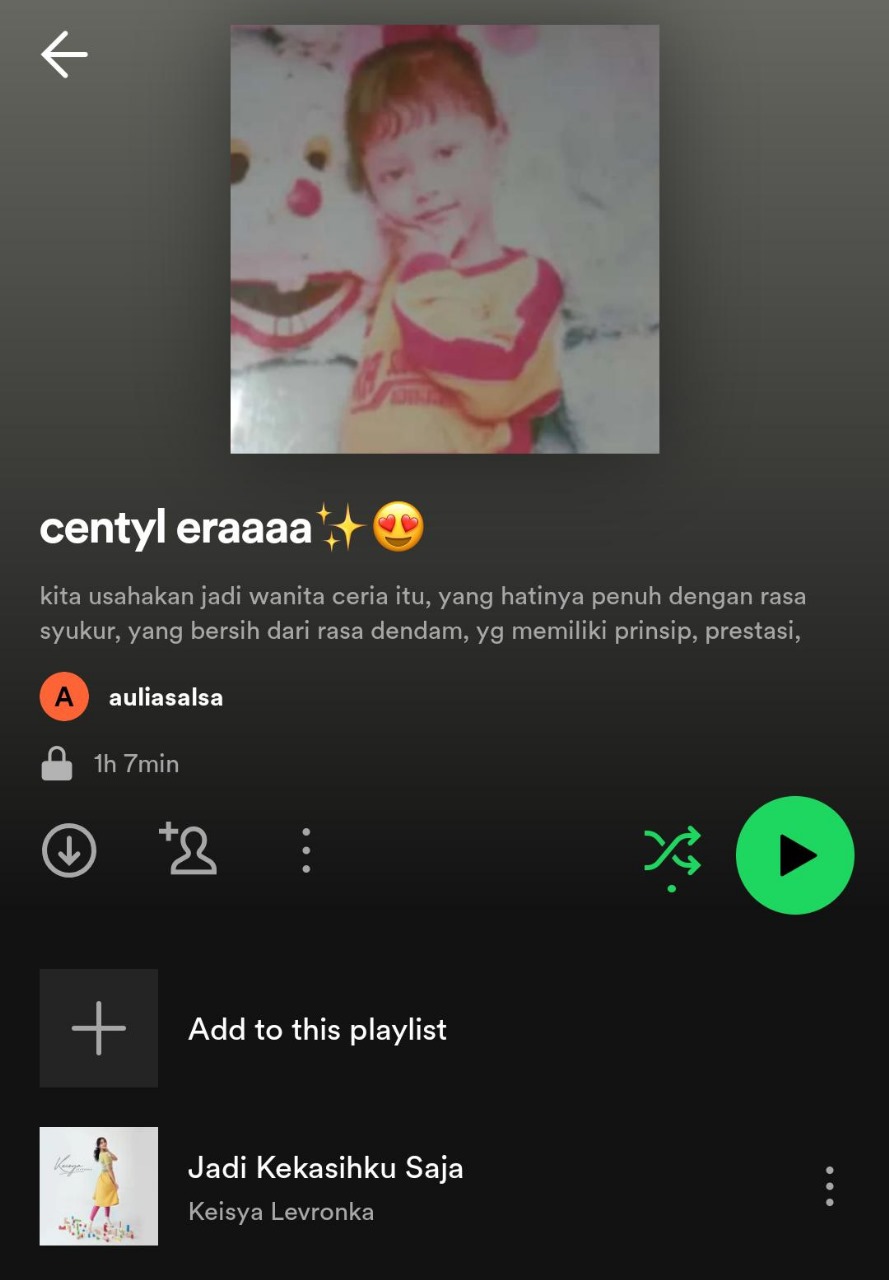 centyl eraaaa✨😍
kita usahakan jadi wanita ceria itu, yang hatinya penuh dengan rasa
syukur, yang bersih dari rasa dendam, yg memiliki prinsip, prestasi,
A auliasalsa
1h 7min
Add to this playlist
Keisya
Jadi Kekasihku Saja
Keisya Levronka